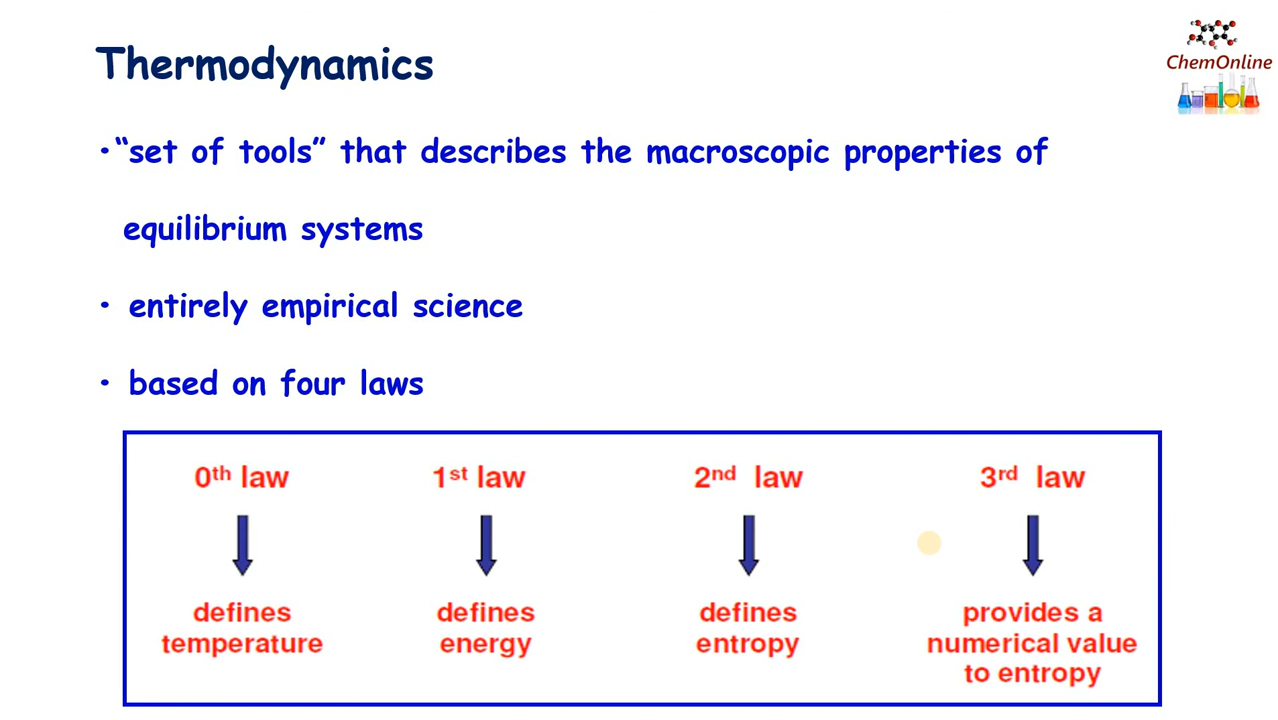 Thermodynamics
ChemOnline
•“set of tools” that describes the macroscopic properties of
equilibrium systems
• entirely empirical science
• based on four laws
0th law 1st law 2nd law 3rd law
defines defines defines provides a
temperature energy entropy numerical value
to entropy